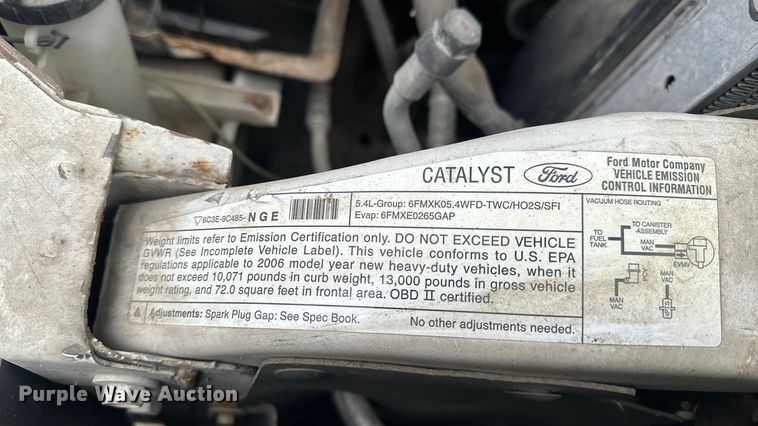 CATALYST Ford
Ford Motor Company
VEHICLE EMISSION
CONTROL INFORMATION
6C3E-9C485- NGE
5.4L-Group: 6FMXK05.4WFD-TWC/HO2S/SFI
Evap: 6FMXE0265GAP
Weight limits refer to Emission Certification only. DO NOT EXCEED VEHICLE
GVWR (See Incomplete Vehicle Label). This vehicle conforms to U.S. EPA
regulations applicable to 2006 model year new heavy-duty vehicles, when it
does not exceed 10,071 pounds in curb weight, 13,000 pounds in gross vehicle
weight rating, and 72.0 square feet in frontal area. OBD II certified.
Adjustments: Spark Plug Gap: See Spec Book. No other adjustments needed.
VACUUM HOSE ROUTING
TO
FUEL
TANK
TO CANISTER
ASSEMBLY
MAN
VAC
EVMV
PCV
MAN
VAC
MAN
VAC
Purple Wave Auction